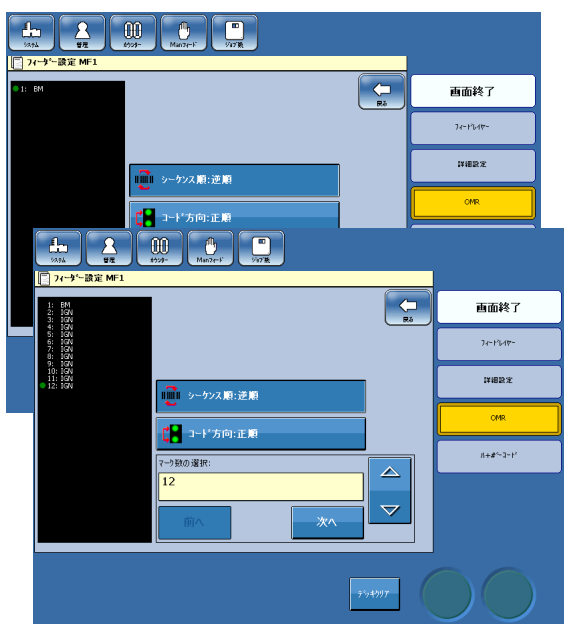 システム 管理 カウンター Manフィード ジョブ後
フィーダー設定 MF1
1: BM
戻る
画面終了
フィードレイヤー
詳細設定
OMR
シーケンス順:逆順
コード方向:正順
システム 管理 カウンター Manフィード
フィーダー設定 MF1
1: BM
2: IGN
3: IGN
4: IGN
5: IGN
6: IGN
7: IGN
8: IGN
9: IGN
10: IGN
11: IGN
12: IGN
戻る
画面終了
フィードレイヤー
詳細設定
OMR
バーコード
シーケンス順:逆順
コード方向:正順
マーク数の選択:
12
前へ
次へ
デッキクリア